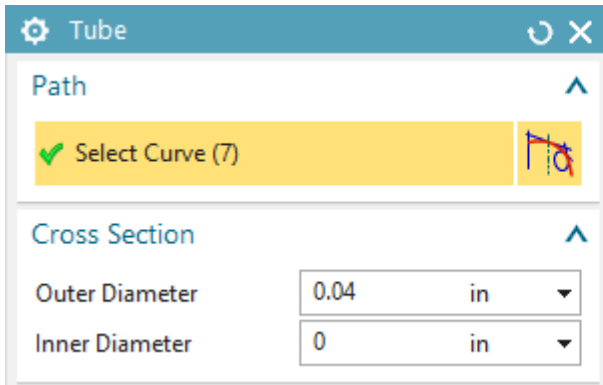 Tube
Path
Select Curve (7)
Cross Section
Outer Diameter 0.04 in
Inner Diameter 0 in